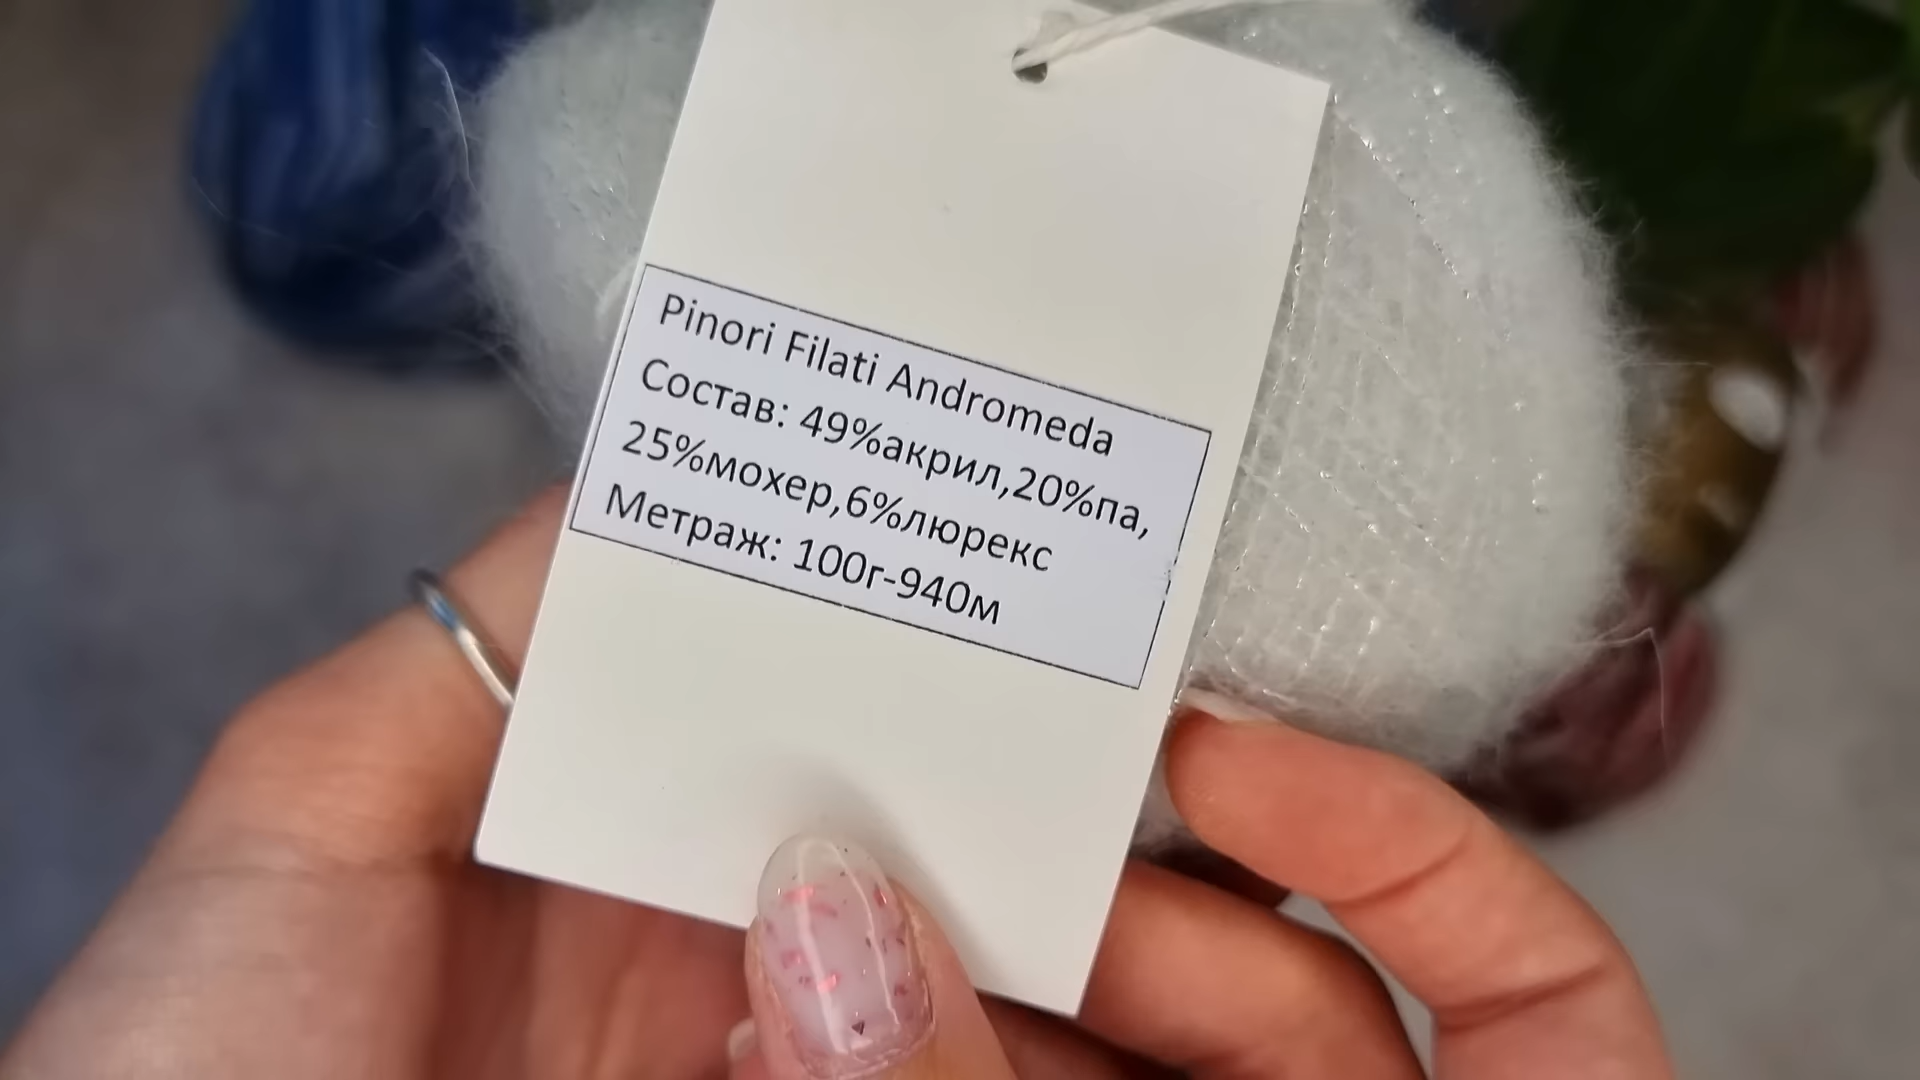 Pinori Filati Andromeda
Состав: 49%акрил,20%па,
25%мохер,6%люрекс
Метраж: 100г-940м